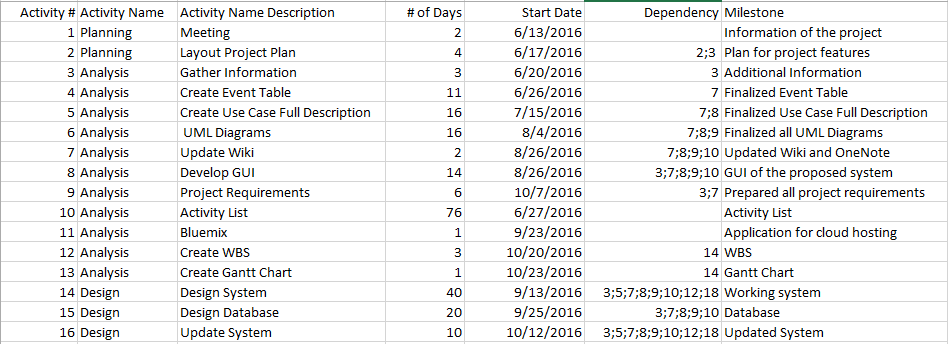 Activity # Activity Name Activity Name Description # of Days Start Date Dependency Milestone
1 Planning Meeting 2 6/13/2016 Information of the project
2 Planning Layout Project Plan 4 6/17/2016 2;3 Plan for project features
3 Analysis Gather Information 3 6/20/2016 3 Additional Information
4 Analysis Create Event Table 11 6/26/2016 7 Finalized Event Table
5 Analysis Create Use Case Full Description 16 7/15/2016 7;8 Finalized Use Case Full Description
6 Analysis UML Diagrams 16 8/4/2016 7;8;9 Finalized all UML Diagrams
7 Analysis Update Wiki 2 8/26/2016 7;8;9;10 Updated Wiki and OneNote
8 Analysis Develop GUI 14 8/26/2016 3;7;8;9;10 GUI of the proposed system
9 Analysis Project Requirements 6 10/7/2016 3;7 Prepared all project requirements
10 Analysis Activity List 76 6/27/2016 Activity List
11 Analysis Bluemix 1 9/23/2016 Application for cloud hosting
12 Analysis Create WBS 3 10/20/2016 14 WBS
13 Analysis Create Gantt Chart 1 10/23/2016 14 Gantt Chart
14 Design Design System 40 9/13/2016 3;5;7;8;9;10;12;18 Working system
15 Design Design Database 20 9/25/2016 3;7;8;9;10 Database
16 Design Update System 10 10/12/2016 3;5;7;8;9;10;12;18 Updated System